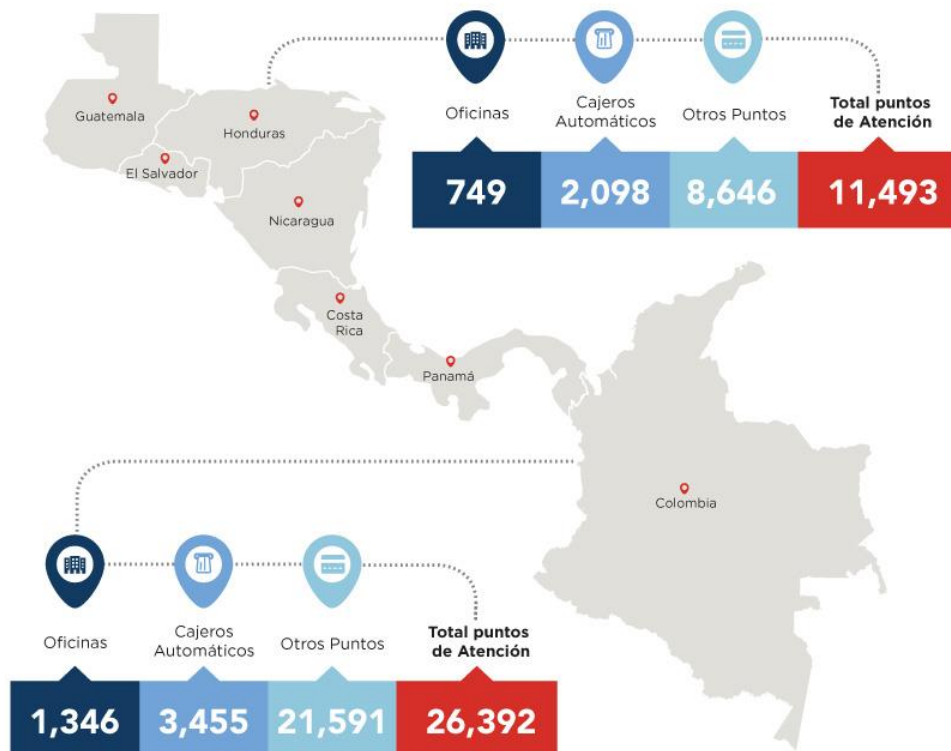 Oficinas
Cajeros
Automáticos
Otros Puntos
Total puntos
de Atención
749
2,098
8,646
11,493
Guatemala
Honduras
El Salvador
Nicaragua
Costa
Rica
Panamá
Colombia
Oficinas
Cajeros
Automáticos
Otros Puntos
Total puntos
de Atención
1,346
3,455
21,591
26,392